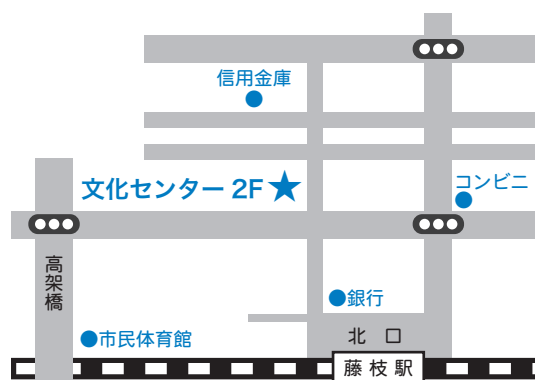 信用金庫
文化センター 2F
コンビニ
高架橋
銀行
市民体育館
北口
藤枝駅